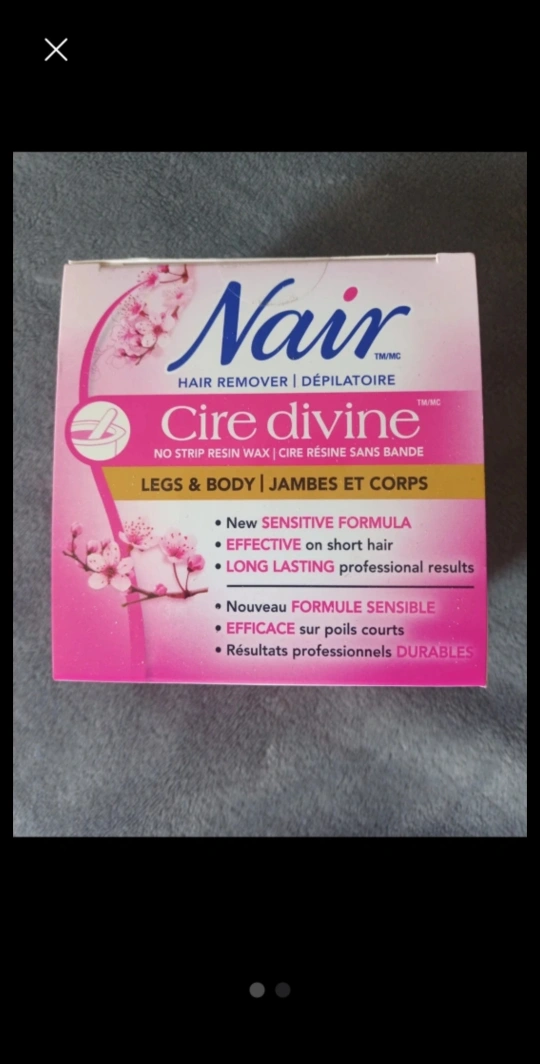 Nair
TM/MC
HAIR REMOVER | DÉPILATOIRE
Cire divine
TM/MC
NO STRIP RESIN WAX | CIRE RÉSINE SANS BANDE
LEGS & BODY | JAMBES ET CORPS
• New SENSITIVE FORMULA
• EFFECTIVE on short hair
• LONG LASTING professional results
• Nouveau FORMULE SENSIBLE
• EFFICACE sur poils courts
• Résultats professionnels DURABLES